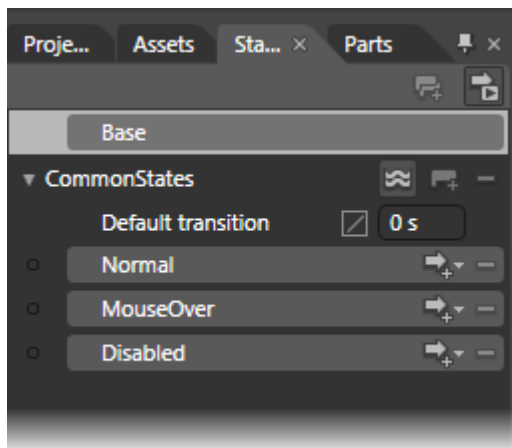 Proje... Assets Sta... Parts
Base
CommonStates
Default transition 0 s
Normal
MouseOver
Disabled